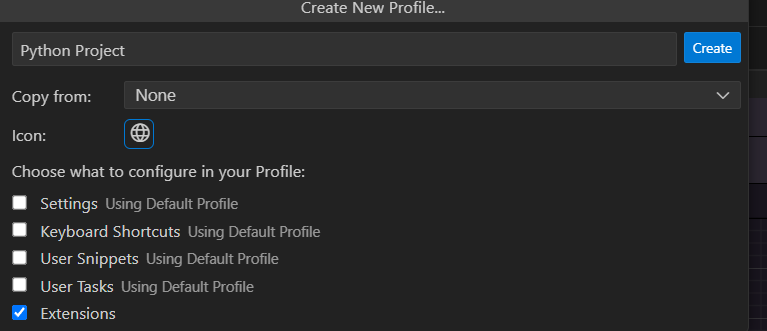 Create New Profile...
Python Project
Create
Copy from: None
Icon:
Choose what to configure in your Profile:
Settings Using Default Profile
Keyboard Shortcuts Using Default Profile
User Snippets Using Default Profile
User Tasks Using Default Profile
Extensions